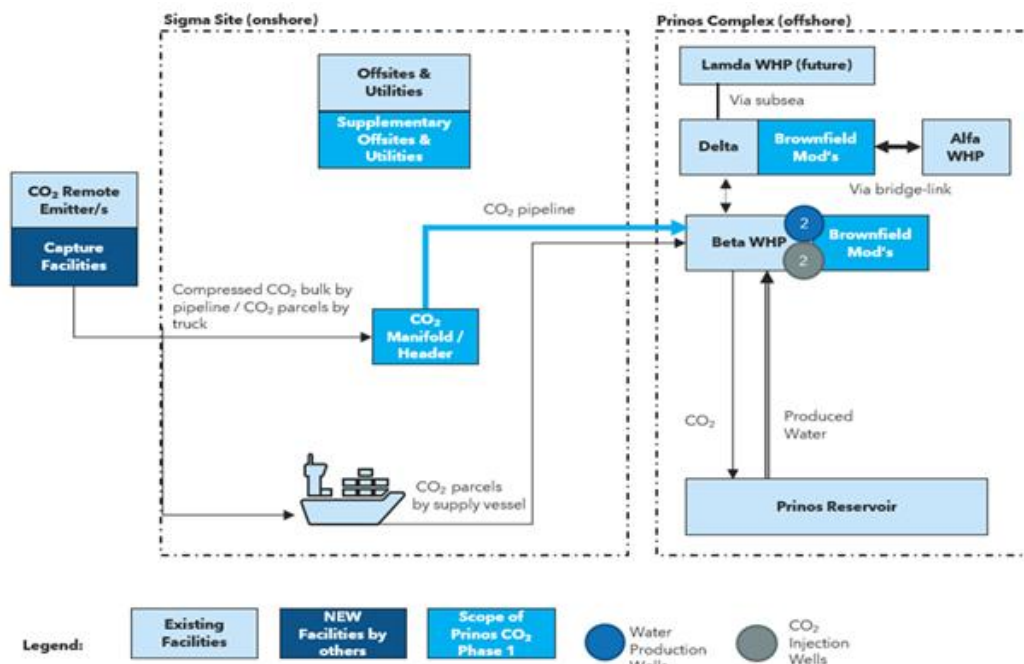 Sigma Site (onshore)
Prinos Complex (offshore)
Offsites &
Utilities
Supplementary
Offsites &
Utilities
Lamda WHP (future)
Via subsea
Delta
Brownfield
Mod's
Alfa
WHP
Via bridge-link
CO₂ Remote
Emitter/s
Capture
Facilities
CO₂ pipeline
Beta WHP
2
2
Brownfield
Mod's
Compressed CO₂ bulk by
pipeline / CO₂ parcels by
truck
CO₂
Manifold /
Header
CO₂
Produced
Water
CO₂ parcels
by supply vessel
Prinos Reservoir
Legend:
Existing
Facilities
NEW
Facilities by
others
Scope of
Prinos CO₂
Phase 1
Water
Production
Wells
CO₂
Injection
Wells